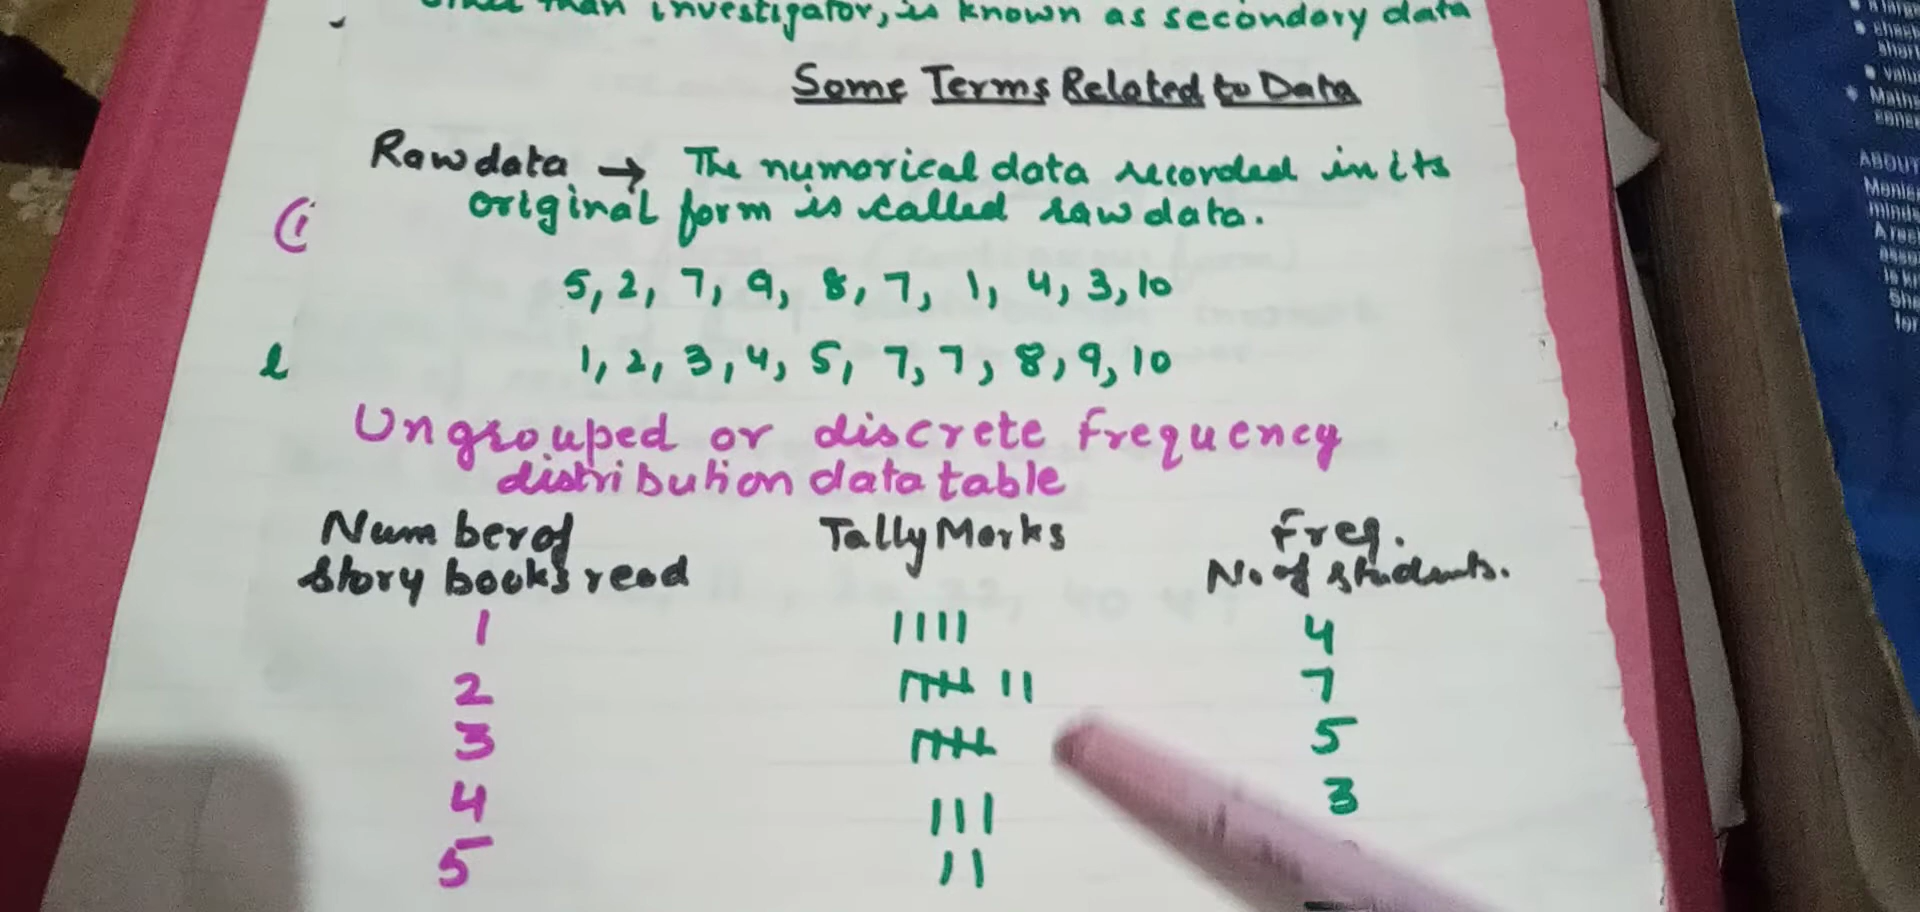 than investigator, is known as secondary data
Some Terms Related to Data
Raw data → The numarical data recorded in its
original form is called raw data.
(i
5, 2, 7, 9, 8, 7, 1, 4, 3, 10
1, 2, 3, 4, 5, 7, 7, 8, 9, 10
Ungrouped or discrete frequency
distribution data table
Number of Tally Marks Freq.
Story books read No. of students.
1 |||| 4
2 𝍸 || 7
3 𝍸 5
4 ||| 3
5 ||
ABOUT